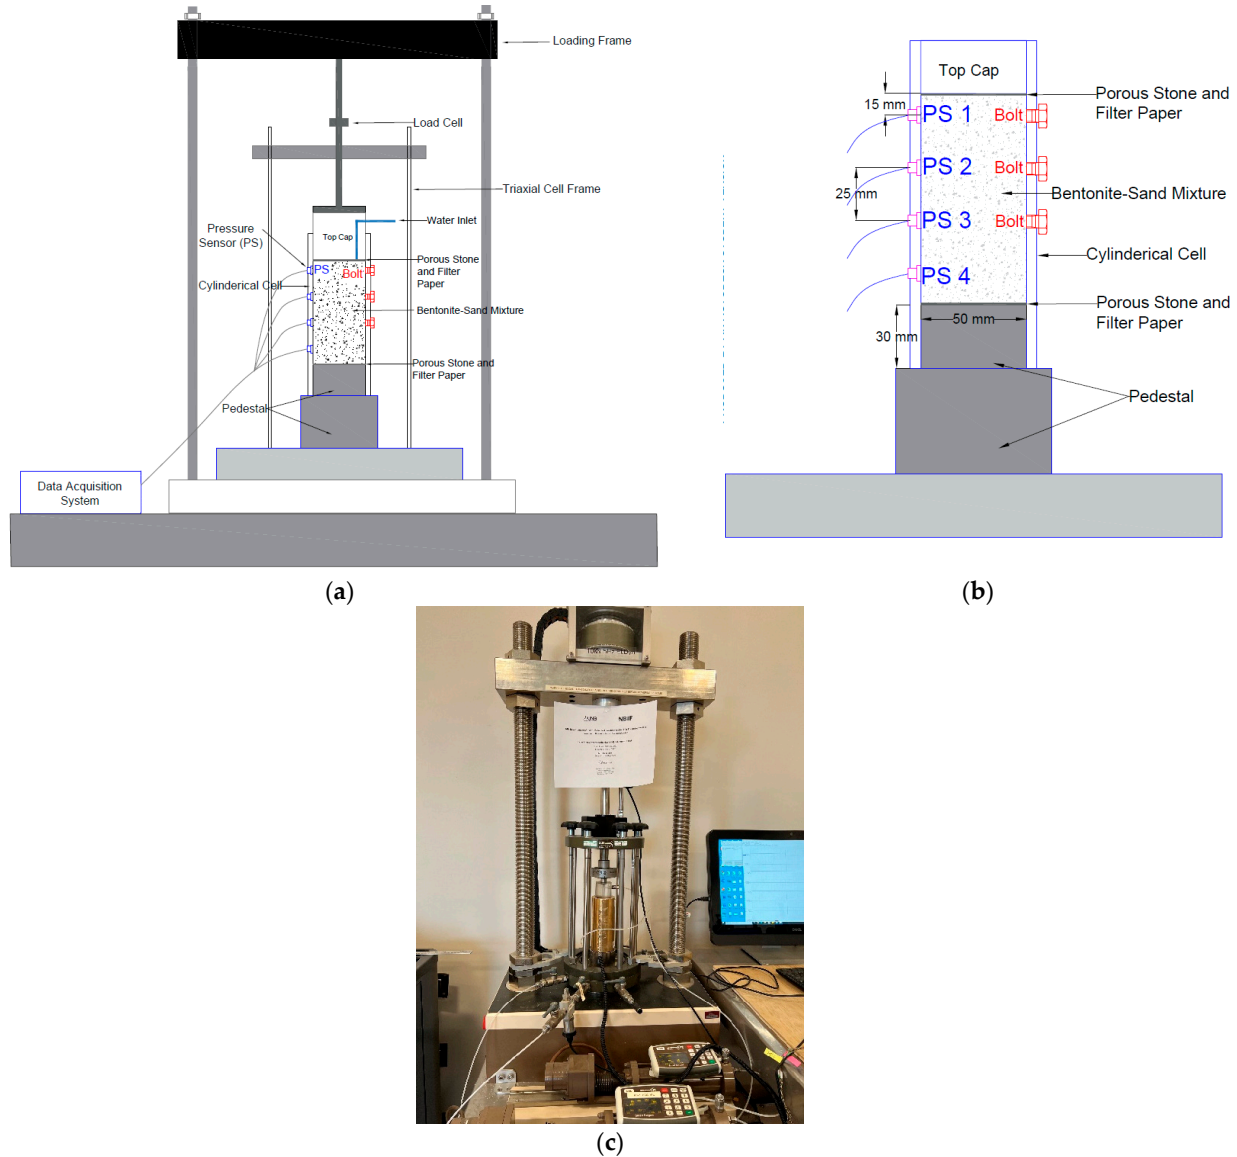 Loading Frame
Load Cell
Triaxial Cell Frame
Water Inlet
Pressure
Sensor (PS)
Top Cap
Porous Stone
and Filter
Paper
PS
Bolt
Cylinderical Cell
Bentonite-Sand Mixture
Porous Stone and
Filter Paper
Pedestal
Data Acquisition
System
(a)
Top Cap
15 mm
Porous Stone and
Filter Paper
PS 1
Bolt
PS 2
Bolt
25 mm
Bentonite-Sand Mixture
PS 3
Bolt
Cylinderical Cell
PS 4
Porous Stone and
Filter Paper
50 mm
30 mm
Pedestal
(b)
(c)